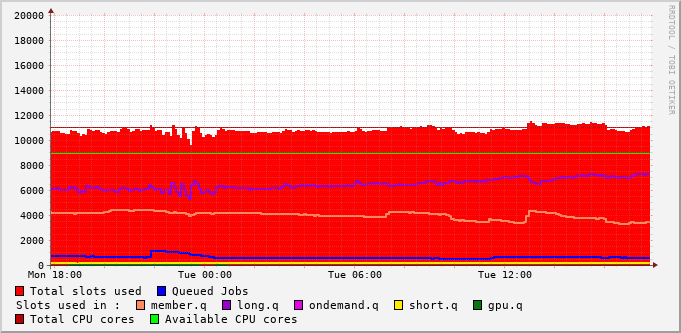 RRDTOOL / TOBI OETIKER
20000
18000
16000
14000
12000
10000
8000
6000
4000
2000
0
Mon 18:00 Tue 00:00 Tue 06:00 Tue 12:00
Total slots used Queued Jobs
Slots used in : member.q long.q ondemand.q short.q gpu.q
Total CPU cores Available CPU cores